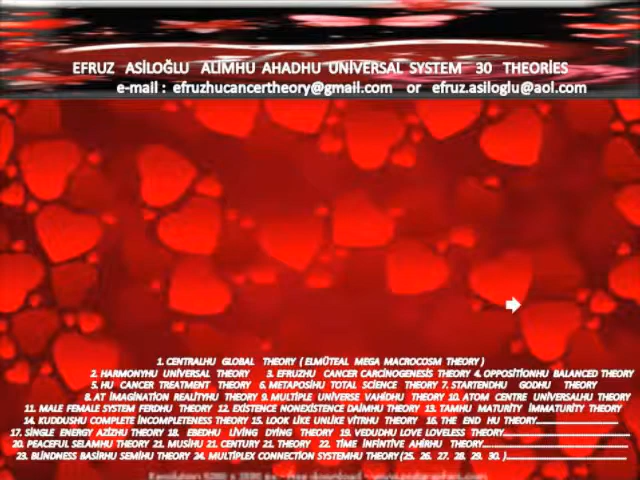 EFRUZ ASİLOĞLU ALİMHU AHADHU UNİVERSAL SYSTEM 30 THEORİES
e-mail : efruzhucancertheory@gmail.com or efruz.asiloglu@aol.com
1. CENTRALHU GLOBAL THEORY ( ELMÜTEAL MEGA MACROCOSM THEORY )
2. HARMONYHU UNİVERSAL THEORY 3. EFRUZHU CANCER CARCİNOGENESİS THEORY 4. OPPOSİTİONHU BALANCED THEORY
5. HU CANCER TREATMENT THEORY 6. METAPOSİHU TOTAL SCİENCE THEORY 7. STARTENDHU GODHU THEORY
8. AT İMAGİNATİON REALİTYHU THEORY 9. MULTİPLE UNİVERSE VAHİDHU THEORY 10. ATOM CENTRE UNİVERSALHU THEORY
11. MALE FEMALE SYSTEM FERDHU THEORY 12. EXİSTENCE NONEXİSTENCE DAİMHU THEORY 13. TAMHU MATURİTY İMMATURİTY THEORY
14. KUDDUSHU COMPLETE İNCOMPLETENESS THEORY 15. LOOK LİKE UNLİKE VİTRHU THEORY 16. THE END HU THEORY
17. SİNGLE ENERGY AZİZHU THEORY 18. EBEDHU LİVİNG DYİNG THEORY 19. VEDUDHU LOVE LOVELESS THEORY.
20. PEACEFUL SELAMHU THEORY 21. MUSİHU 21. CENTURY 21. THEORY 22. TİME İNFİNTİVE AHİRHU THEORY
23. BLİNDNESS BASİRHU SEMİHU THEORY 24. MULTİPLEX CONNECTİON SYSTEMHU THEORY (25. 26. 27. 28. 29. 30. )